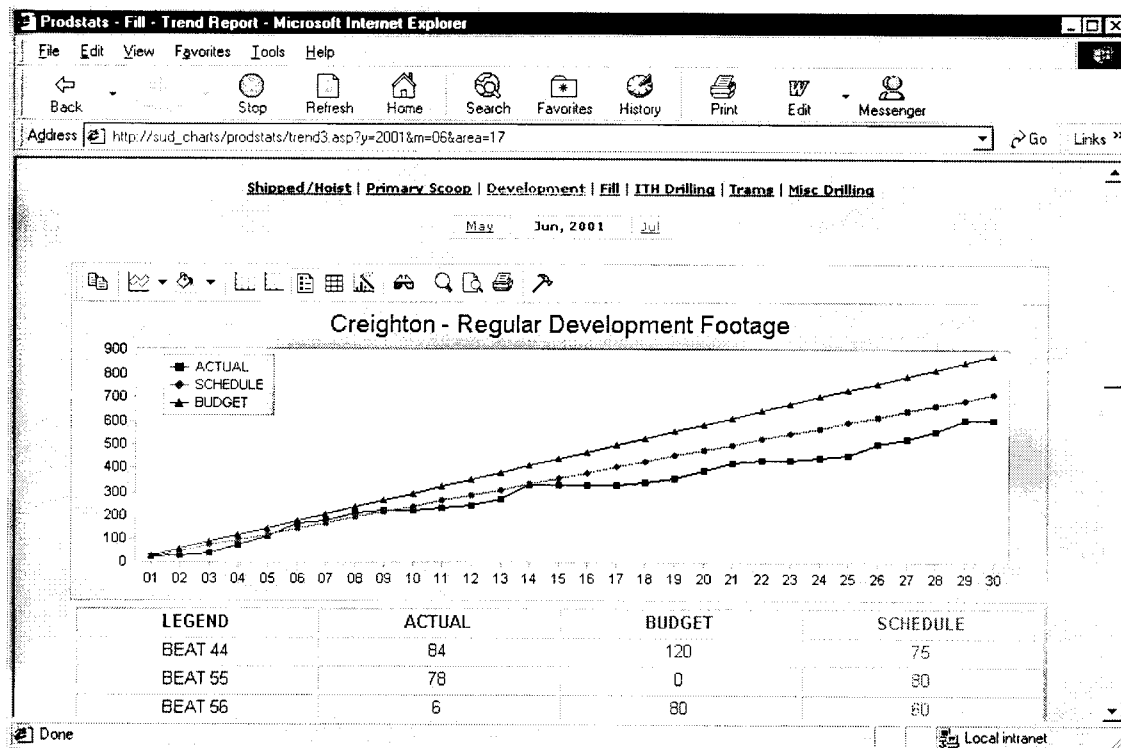 Prodstats - Fill - Trend Report - Microsoft Internet Explorer
File Edit View Favorites Tools Help
Back Stop Refresh Home Search Favorites History Print Edit Messenger
Address http://sud_charts/prodstats/trend3.asp?y=2001&m=06&area=17 Go Links »
Shipped/Hoist | Primary Scoop | Development | Fill | ITH Drilling | Trams | Misc Drilling
May Jun, 2001 Jul
Creighton - Regular Development Footage
900
800
700
600
500
400
300
200
100
0
ACTUAL
SCHEDULE
BUDGET
01 02 03 04 05 06 07 08 09 10 11 12 13 14 15 16 17 18 19 20 21 22 23 24 25 26 27 28 29 30
LEGEND ACTUAL BUDGET SCHEDULE
BEAT 44 84 120 75
BEAT 55 78 0 80
BEAT 56 6 80 60
Done Local intranet